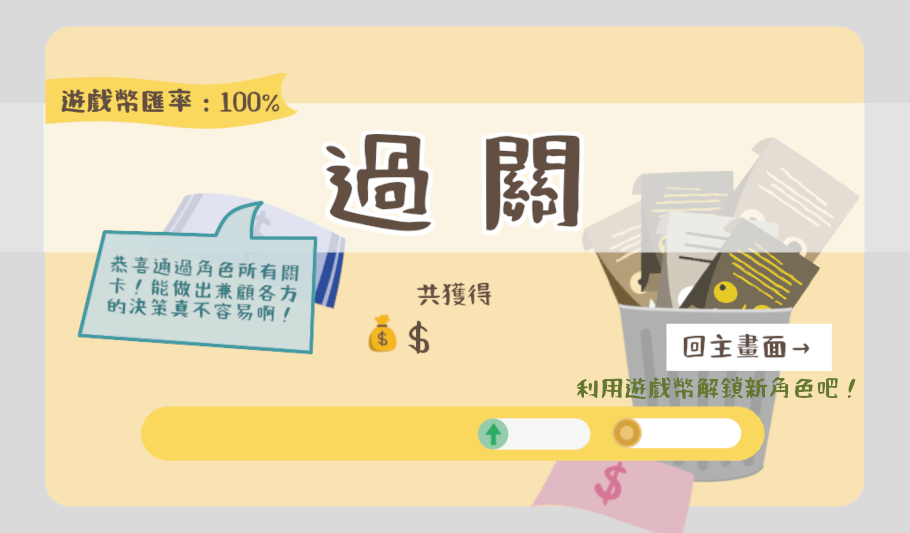 遊戲幣匯率：100%
過 關
恭喜通過角色所有關
卡！能做出兼顧各方
的決策真不容易啊！
共獲得
$ $
回主畫面→
利用遊戲幣解鎖新角色吧！
$